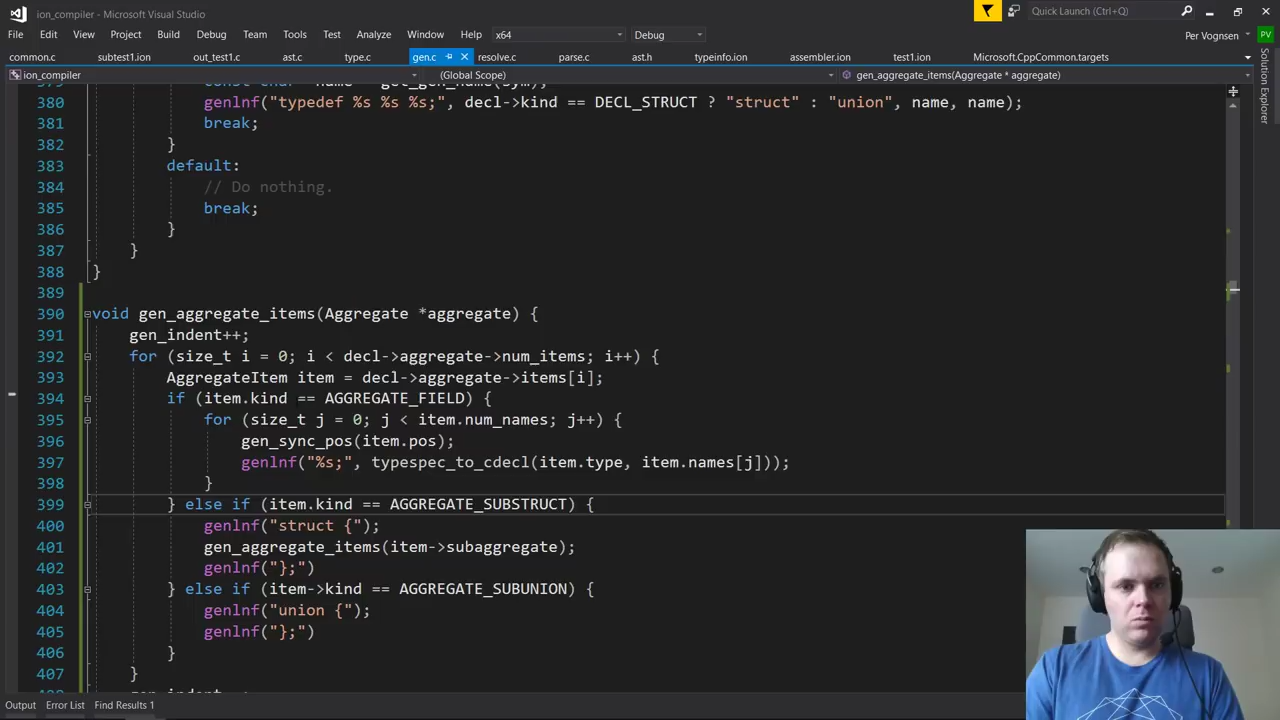 ion_compiler - Microsoft Visual Studio
Quick Launch (Ctrl+Q)
File Edit View Project Build Debug Team Tools Test Analyze Window Help x64 Debug
Per Vognsen PV
common.c subtest1.ion out_test1.c ast.c type.c gen.c resolve.c parse.c ast.h typeinfo.ion assembler.ion test1.ion Microsoft.CppCommon.targets
ion_compiler (Global Scope) gen_aggregate_items(Aggregate * aggregate)
Solution Explorer
380 genlnf("typedef %s %s %s;", decl->kind == DECL_STRUCT ? "struct" : "union", name, name);
381 break;
382 }
383 default:
384 // Do nothing.
385 break;
386 }
387 }
388 }
389
390 void gen_aggregate_items(Aggregate *aggregate) {
391 gen_indent++;
392 for (size_t i = 0; i < decl->aggregate->num_items; i++) {
393 AggregateItem item = decl->aggregate->items[i];
394 if (item.kind == AGGREGATE_FIELD) {
395 for (size_t j = 0; j < item.num_names; j++) {
396 gen_sync_pos(item.pos);
397 genlnf("%s;", typespec_to_cdecl(item.type, item.names[j]));
398 }
399 } else if (item.kind == AGGREGATE_SUBSTRUCT) {
400 genlnf("struct {");
401 gen_aggregate_items(item->subaggregate);
402 genlnf("};")
403 } else if (item->kind == AGGREGATE_SUBUNION) {
404 genlnf("union {");
405 genlnf("};")
406 }
407 }
Output Error List Find Results 1